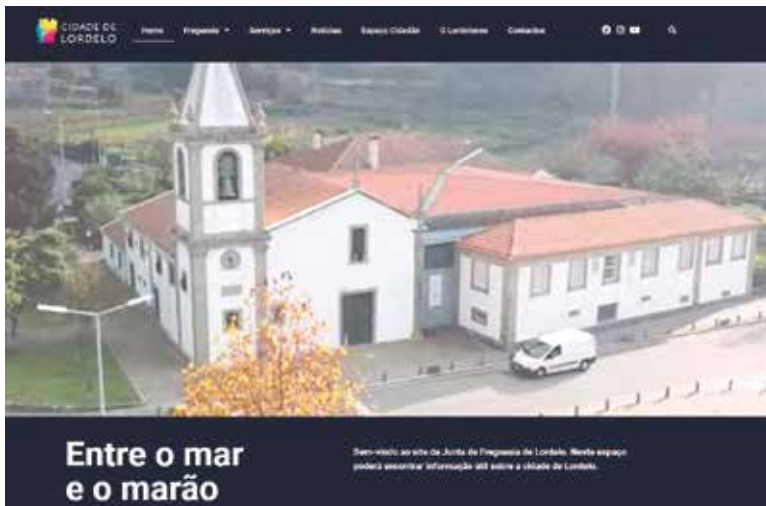 CIDADE DE
LORDELO
Home Freguesia Serviços Notícias Espaço Cidadão O Lordelense Contactos
Entre o mar
e o marão
Bem-vindo ao site da Junta de Freguesia de Lordelo. Neste espaço
poderá encontrar informação útil sobre a cidade de Lordelo.